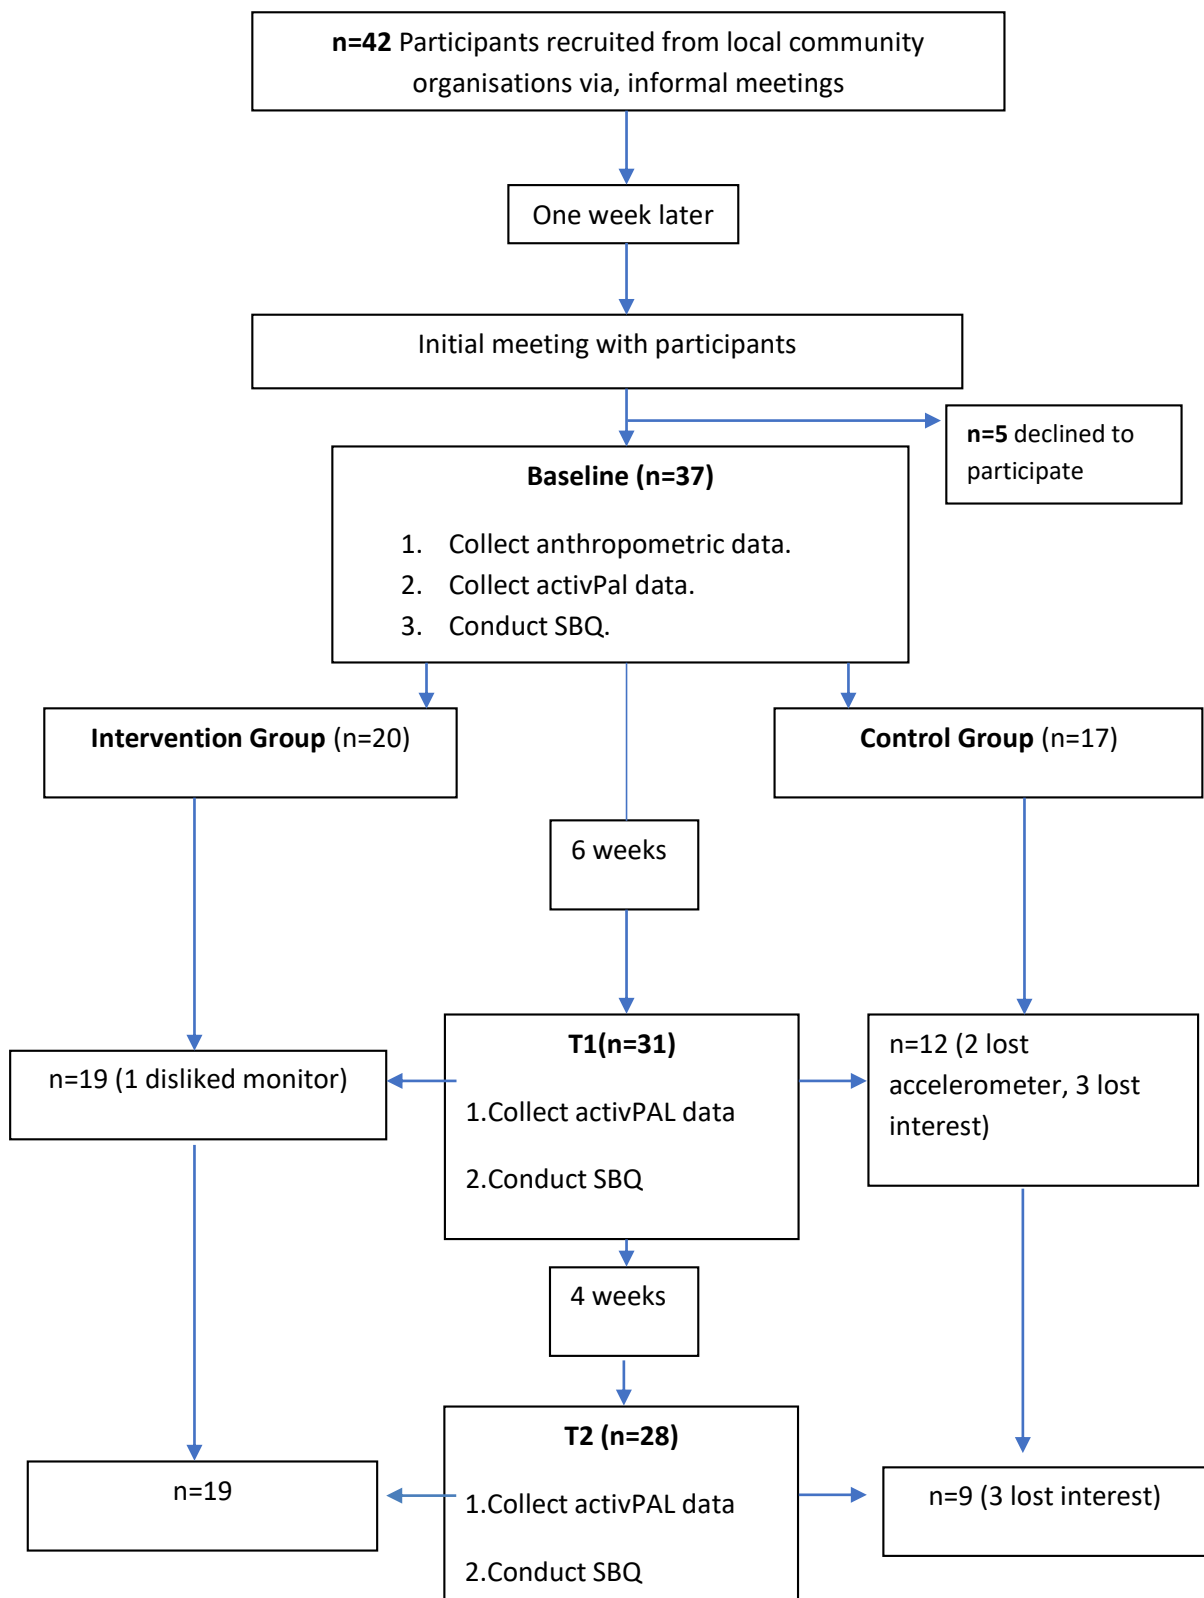 n=42 Participants recruited from local community
organisations via, informal meetings
One week later
Initial meeting with participants
n=5 declined to
participate
Baseline (n=37)
1. Collect anthropometric data.
2. Collect activPal data.
3. Conduct SBQ.
Intervention Group (n=20)
Control Group (n=17)
6 weeks
T1(n=31)
1.Collect activPAL data
2.Conduct SBQ
n=19 (1 disliked monitor)
n=12 (2 lost
accelerometer, 3 lost
interest)
4 weeks
T2 (n=28)
1.Collect activPAL data
2.Conduct SBQ
n=19
n=9 (3 lost interest)